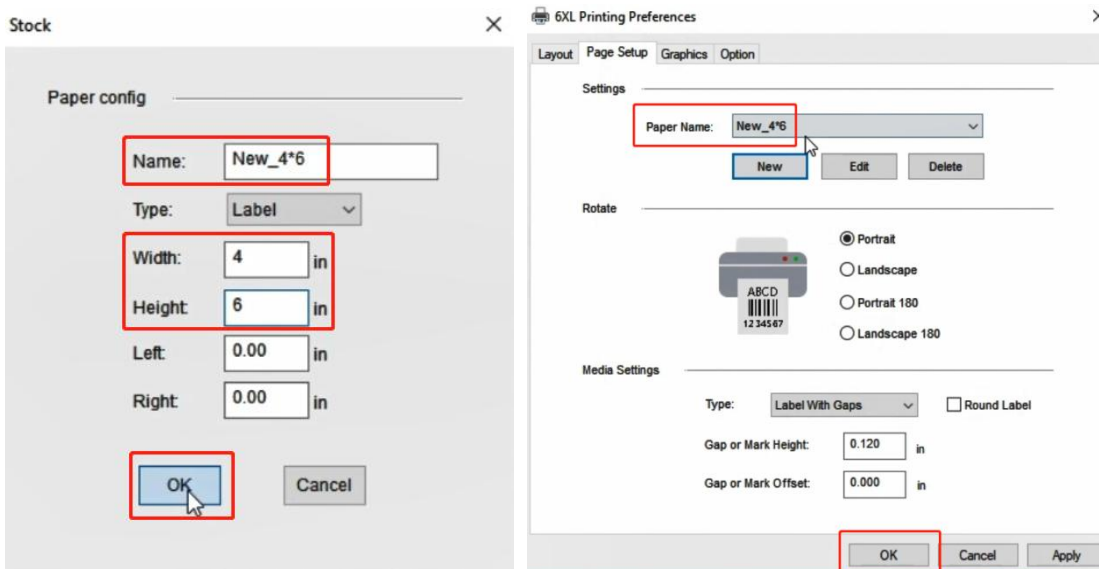 Stock
Paper config
Name: New_4*6
Type: Label
Width: 4 in
Height: 6 in
Left: 0.00 in
Right: 0.00 in
OK Cancel
6XL Printing Preferences
Layout Page Setup Graphics Option
Settings
Paper Name: New_4*6
New Edit Delete
Rotate
Portrait
Landscape
Portrait 180
Landscape 180
ABCD
1234567
Media Settings
Type: Label With Gaps Round Label
Gap or Mark Height: 0.120 in
Gap or Mark Offset: 0.000 in
OK Cancel Apply